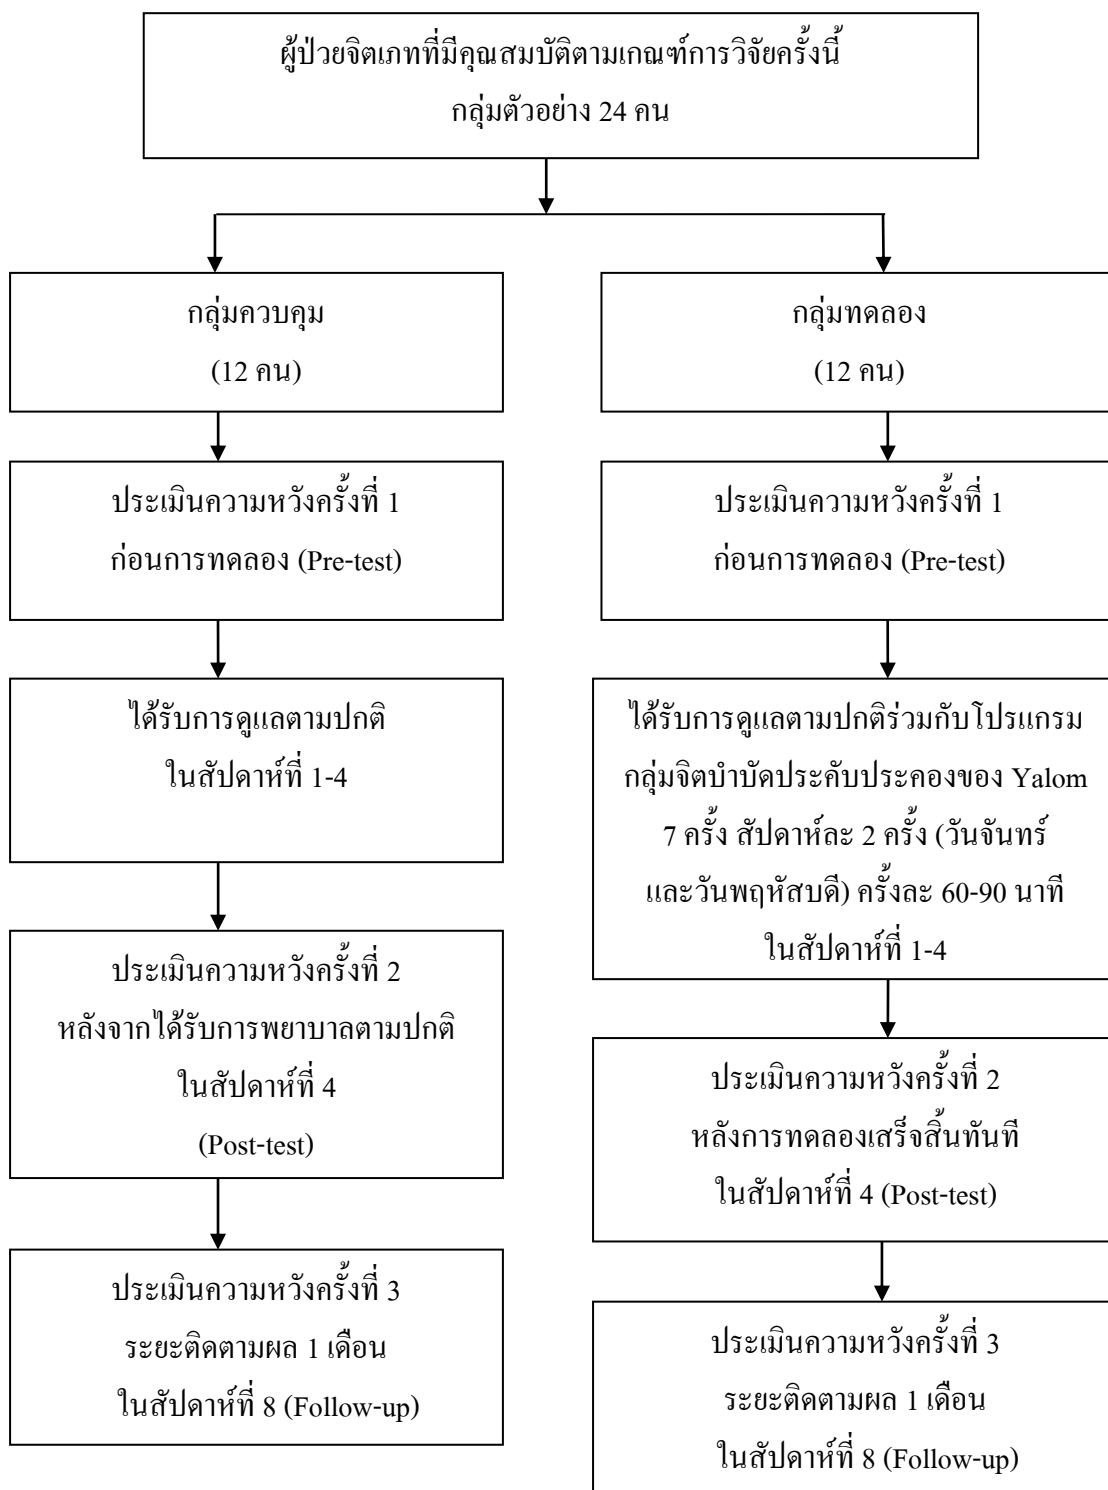 ผู้ป่วยจิตเภทที่มีคุณสมบัติตามเกณฑ์การวิจัยครั้งนี้
กลุ่มตัวอย่าง 24 คน
กลุ่มควบคุม
(12 คน)
กลุ่มทดลอง
(12 คน)
ประเมินความหวังครั้งที่ 1
ก่อนการทดลอง (Pre-test)
ประเมินความหวังครั้งที่ 1
ก่อนการทดลอง (Pre-test)
ได้รับการดูแลตามปกติ
ในสัปดาห์ที่ 1-4
ได้รับการดูแลตามปกติร่วมกับโปรแกรม
กลุ่มจิตบำบัดประคับประคองของ Yalom
7 ครั้ง สัปดาห์ละ 2 ครั้ง (วันจันทร์
และวันพฤหัสบดี) ครั้งละ 60-90 นาที
ในสัปดาห์ที่ 1-4
ประเมินความหวังครั้งที่ 2
หลังจากได้รับการพยาบาลตามปกติ
ในสัปดาห์ที่ 4
(Post-test)
ประเมินความหวังครั้งที่ 2
หลังการทดลองเสร็จสิ้นทันที
ในสัปดาห์ที่ 4 (Post-test)
ประเมินความหวังครั้งที่ 3
ระยะติดตามผล 1 เดือน
ในสัปดาห์ที่ 8 (Follow-up)
ประเมินความหวังครั้งที่ 3
ระยะติดตามผล 1 เดือน
ในสัปดาห์ที่ 8 (Follow-up)